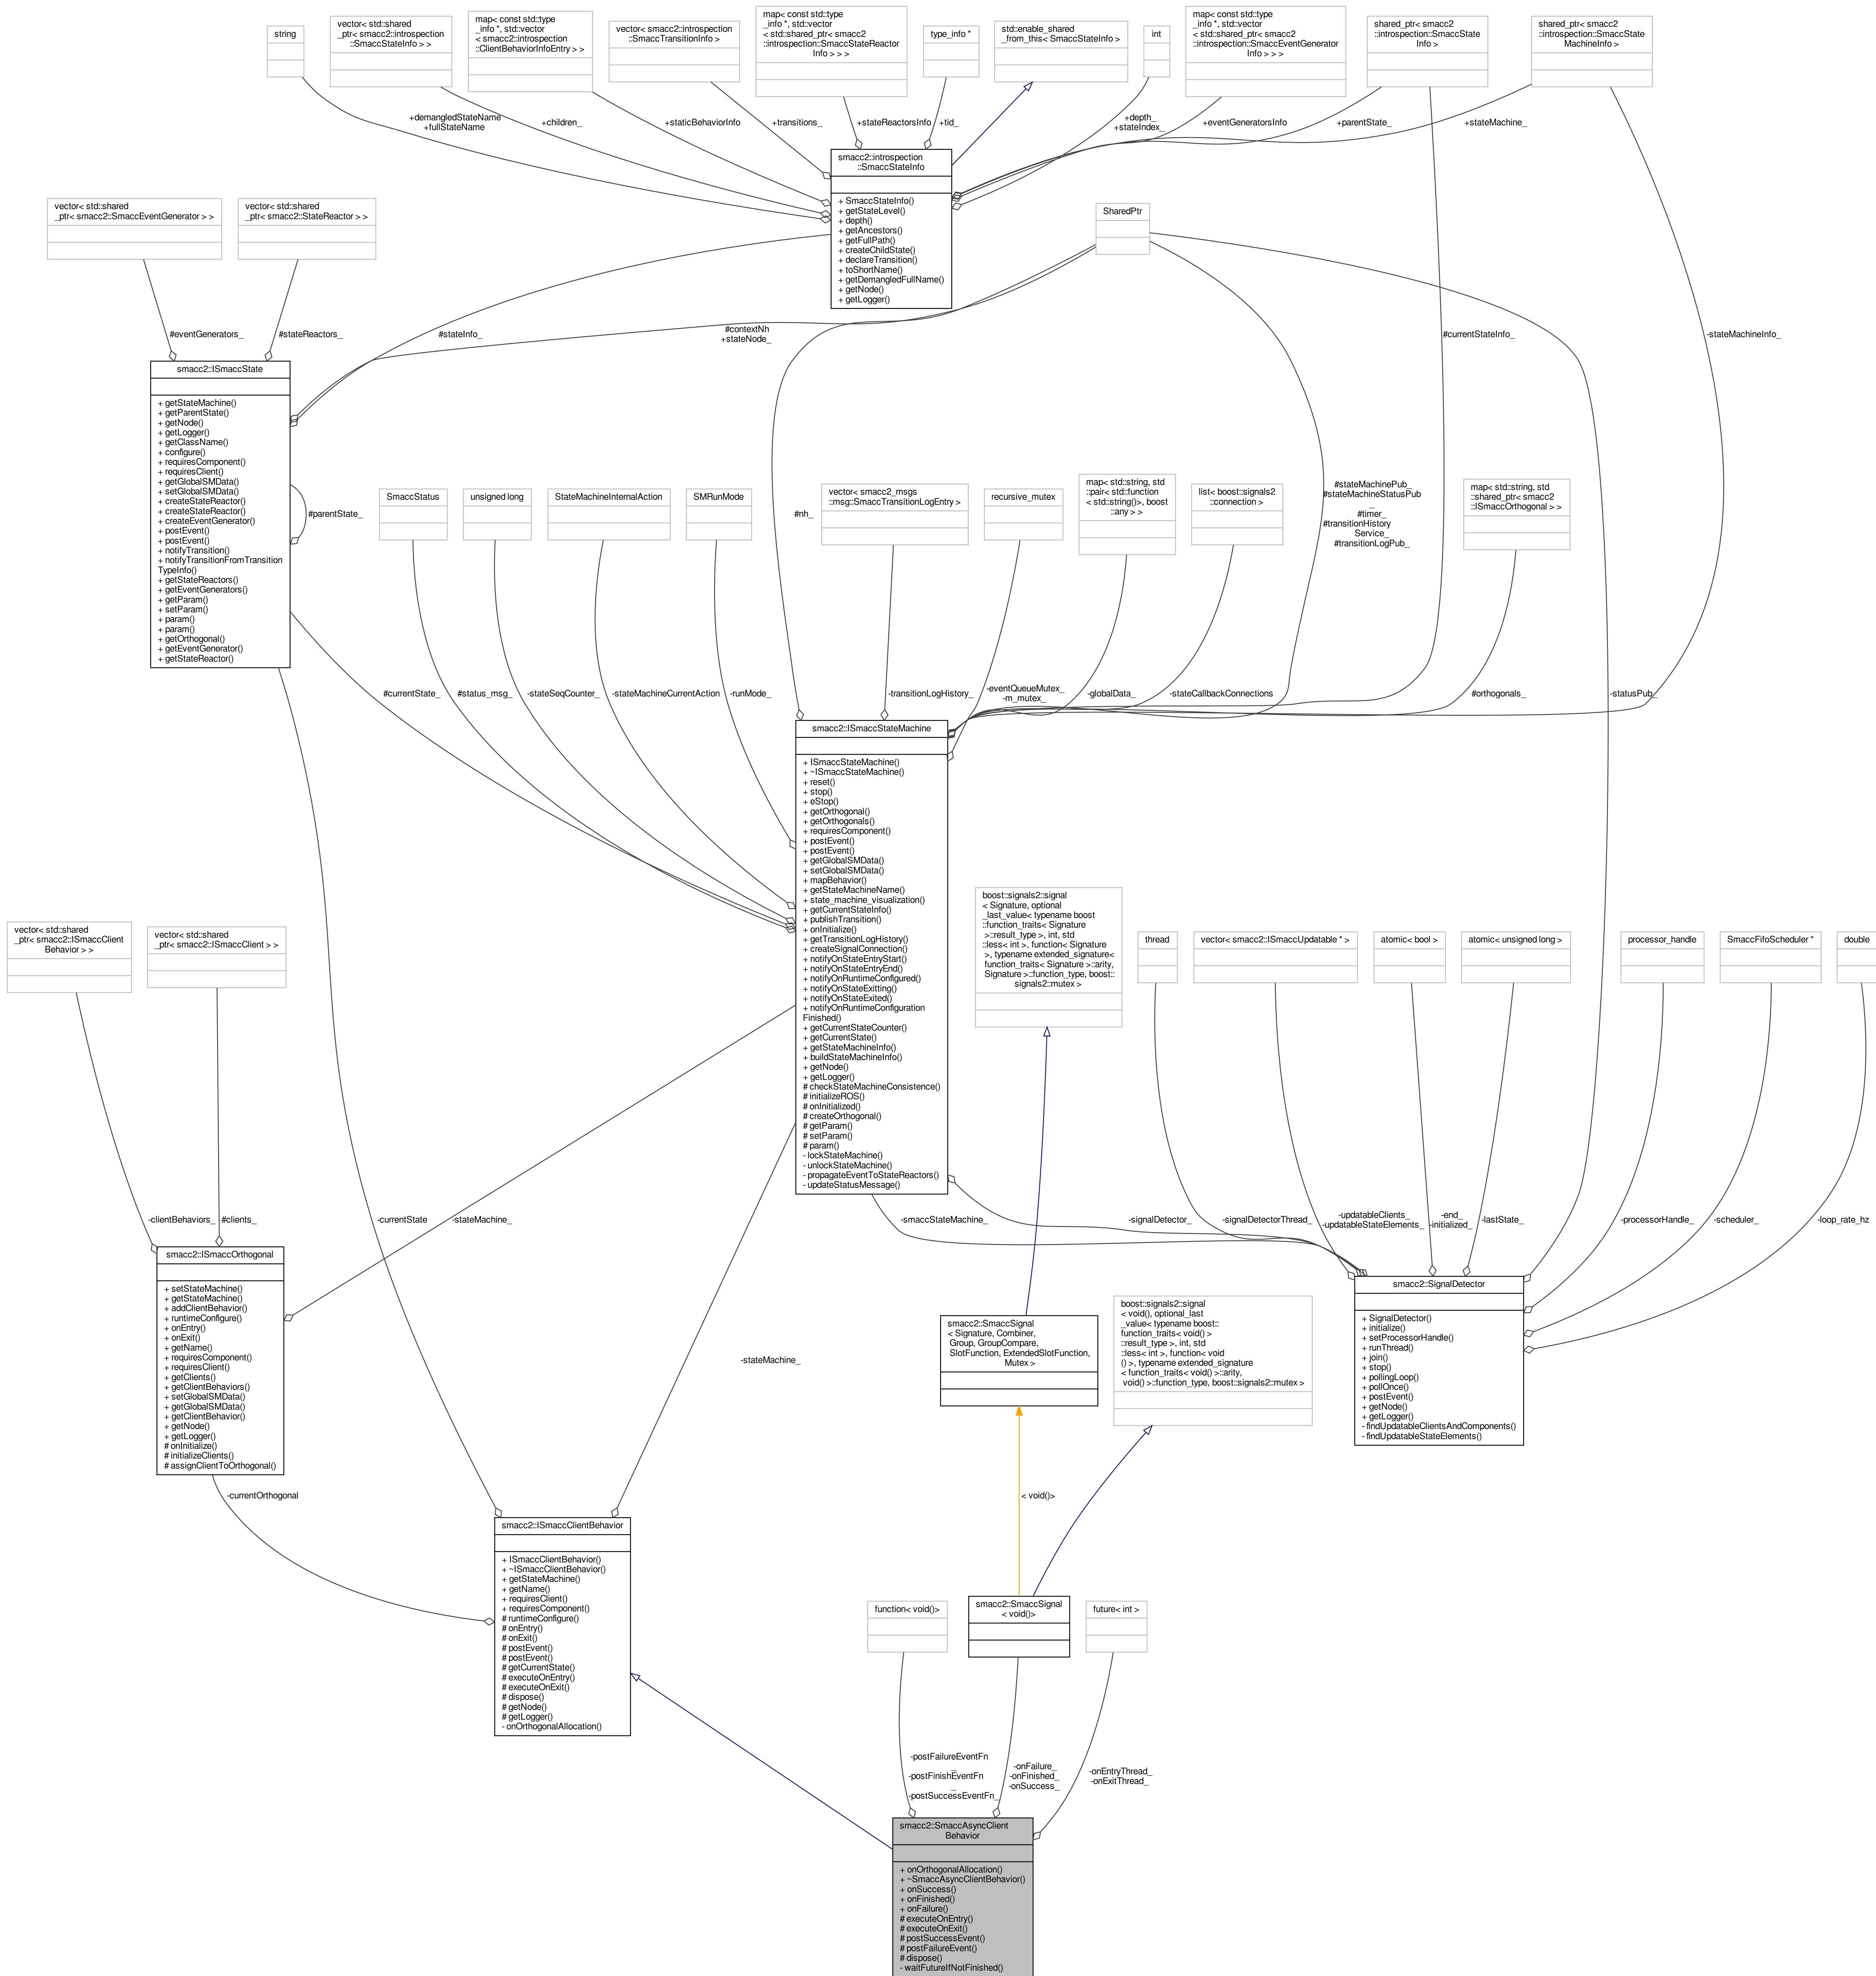 string
vector< std::shared
_ptr< smacc2::introspection
::SmaccStateInfo > >
map< const std::type
_info *, std::vector
< smacc2::introspection
::ClientBehaviorInfoEntry > >
vector< smacc2::introspection
::SmaccTransitionInfo >
map< const std::type
_info *, std::vector
< std::shared_ptr< smacc2
::introspection::SmaccStateReactor
Info > > >
type_info *
std::enable_shared
_from_this< SmaccStateInfo >
int
map< const std::type
_info *, std::vector
< std::shared_ptr< smacc2
::introspection::SmaccEventGenerator
Info > > >
shared_ptr< smacc2
::introspection::SmaccState
Info >
shared_ptr< smacc2
::introspection::SmaccState
MachineInfo >
+demangledStateName
+fullStateName
+children_
+staticBehaviorInfo
+transitions_
+stateReactorsInfo
+tid_
+depth_
+stateIndex_
+eventGeneratorsInfo
+parentState_
+stateMachine_
smacc2::introspection
::SmaccStateInfo
+ SmaccStateInfo()
+ getStateLevel()
+ depth()
+ getAncestors()
+ getFullPath()
+ createChildState()
+ declareTransition()
+ toShortName()
+ getDemangledFullName()
+ getNode()
+ getLogger()
vector< std::shared
_ptr< smacc2::SmaccEventGenerator > >
vector< std::shared
_ptr< smacc2::StateReactor > >
SharedPtr
#eventGenerators_
#stateReactors_
#stateInfo_
#contextNh
+stateNode_
#currentStateInfo_
-stateMachineInfo_
smacc2::ISmaccState
+ getStateMachine()
+ getParentState()
+ getNode()
+ getLogger()
+ getClassName()
+ configure()
+ requiresComponent()
+ requiresClient()
+ getGlobalSMData()
+ setGlobalSMData()
+ createStateReactor()
+ createStateReactor()
+ createEventGenerator()
+ postEvent()
+ postEvent()
+ notifyTransition()
+ notifyTransitionFromTransition
TypeInfo()
+ getStateReactors()
+ getEventGenerators()
+ getParam()
+ setParam()
+ param()
+ param()
+ getOrthogonal()
+ getEventGenerator()
+ getStateReactor()
#parentState_
SmaccStatus
unsigned long
StateMachineInternalAction
SMRunMode
#nh_
vector< smacc2_msgs
::msg::SmaccTransitionLogEntry >
recursive_mutex
map< std::string, std
::pair< std::function
< std::string()>, boost
::any > >
list< boost::signals2
::connection >
#stateMachinePub_
#stateMachineStatusPub
_
#timer_
#transitionHistory
Service_
#transitionLogPub_
map< std::string, std
::shared_ptr< smacc2
::ISmaccOrthogonal > >
#currentState_
#status_msg_
-stateSeqCounter_
-stateMachineCurrentAction
-runMode_
-transitionLogHistory_
-eventQueueMutex_
-m_mutex_
-globalData_
-stateCallbackConnections
#orthogonals_
-statusPub_
smacc2::ISmaccStateMachine
+ ISmaccStateMachine()
+ ~ISmaccStateMachine()
+ reset()
+ stop()
+ eStop()
+ getOrthogonal()
+ getOrthogonals()
+ requiresComponent()
+ postEvent()
+ postEvent()
+ getGlobalSMData()
+ setGlobalSMData()
+ mapBehavior()
+ getStateMachineName()
+ state_machine_visualization()
+ getCurrentStateInfo()
+ publishTransition()
+ onInitialize()
+ getTransitionLogHistory()
+ createSignalConnection()
+ notifyOnStateEntryStart()
+ notifyOnStateEntryEnd()
+ notifyOnRuntimeConfigured()
+ notifyOnStateExitting()
+ notifyOnStateExited()
+ notifyOnRuntimeConfiguration
Finished()
+ getCurrentStateCounter()
+ getCurrentState()
+ getStateMachineInfo()
+ buildStateMachineInfo()
+ getNode()
+ getLogger()
# checkStateMachineConsistence()
# initializeROS()
# onInitialized()
# createOrthogonal()
# getParam()
# setParam()
# param()
- lockStateMachine()
- unlockStateMachine()
- propagateEventToStateReactors()
- updateStatusMessage()
vector< std::shared
_ptr< smacc2::ISmaccClient
Behavior > >
vector< std::shared
_ptr< smacc2::ISmaccClient > >
boost::signals2::signal
< Signature, optional
_last_value< typename boost
::function_traits< Signature
>::result_type >, int, std
::less< int >, function< Signature
>, typename extended_signature<
function_traits< Signature >::arity,
Signature >::function_type, boost::
signals2::mutex >
thread
vector< smacc2::ISmaccUpdatable * >
atomic< bool >
atomic< unsigned long >
processor_handle
SmaccFifoScheduler *
double
-clientBehaviors_
#clients_
-currentState
-stateMachine_
-smaccStateMachine_
-signalDetector_
-signalDetectorThread_
-updatableClients_
-updatableStateElements_
-end_
-initialized_
-lastState_
-processorHandle_
-scheduler_
-loop_rate_hz
smacc2::ISmaccOrthogonal
+ setStateMachine()
+ getStateMachine()
+ addClientBehavior()
+ runtimeConfigure()
+ onEntry()
+ onExit()
+ getName()
+ requiresComponent()
+ requiresClient()
+ getClients()
+ getClientBehaviors()
+ setGlobalSMData()
+ getGlobalSMData()
+ getClientBehavior()
+ getNode()
+ getLogger()
# onInitialize()
# initializeClients()
# assignClientToOrthogonal()
-stateMachine_
smacc2::SmaccSignal
< Signature, Combiner,
Group, GroupCompare,
SlotFunction, ExtendedSlotFunction,
Mutex >
boost::signals2::signal
< void(), optional_last
_value< typename boost::
function_traits< void() >
::result_type >, int, std
::less< int >, function< void
() >, typename extended_signature
< function_traits< void() >::arity,
void() >::function_type, boost::signals2::mutex >
smacc2::SignalDetector
+ SignalDetector()
+ initialize()
+ setProcessorHandle()
+ runThread()
+ join()
+ stop()
+ pollingLoop()
+ pollOnce()
+ postEvent()
+ getNode()
+ getLogger()
- findUpdatableClientsAndComponents()
- findUpdatableStateElements()
-currentOrthogonal
< void()>
smacc2::ISmaccClientBehavior
+ ISmaccClientBehavior()
+ ~ISmaccClientBehavior()
+ getStateMachine()
+ getName()
+ requiresClient()
+ requiresComponent()
# runtimeConfigure()
# onEntry()
# onExit()
# postEvent()
# postEvent()
# getCurrentState()
# executeOnEntry()
# executeOnExit()
# dispose()
# getNode()
# getLogger()
- onOrthogonalAllocation()
function< void()>
smacc2::SmaccSignal
< void()>
future< int >
-postFailureEventFn
_
-postFinishEventFn
_
-postSuccessEventFn_
-onFailure_
-onFinished_
-onSuccess_
-onEntryThread_
-onExitThread_
smacc2::SmaccAsyncClient
Behavior
+ onOrthogonalAllocation()
+ ~SmaccAsyncClientBehavior()
+ onSuccess()
+ onFinished()
+ onFailure()
# executeOnEntry()
# executeOnExit()
# postSuccessEvent()
# postFailureEvent()
# dispose()
- waitFutureIfNotFinished()